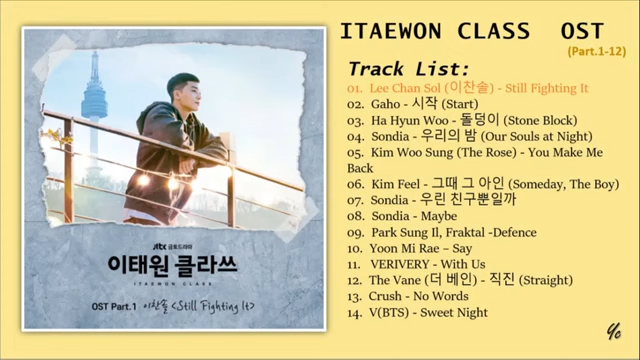 ITAEWON CLASS OST
(Part.1-12)
Track List:
01. Lee Chan Sol (이찬솔) - Still Fighting It
02. Gaho - 시작 (Start)
03. Ha Hyun Woo - 돌덩이 (Stone Block)
04. Sondia - 우리의 밤 (Our Souls at Night)
05. Kim Woo Sung (The Rose) - You Make Me
Back
06. Kim Feel - 그때 그 아인 (Someday, The Boy)
07. Sondia - 우린 친구뿐일까
08. Sondia - Maybe
09. Park Sung Il, Fraktal -Defence
10. Yoon Mi Rae – Say
11. VERIVERY - With Us
12. The Vane (더 베인) - 직진 (Straight)
13. Crush - No Words
14. V(BTS) - Sweet Night
jtbc 금토드라마
이태원 클라쓰
ITAEWON CLASS
OST Part.1 이찬솔 <Still Fighting It>
Yc